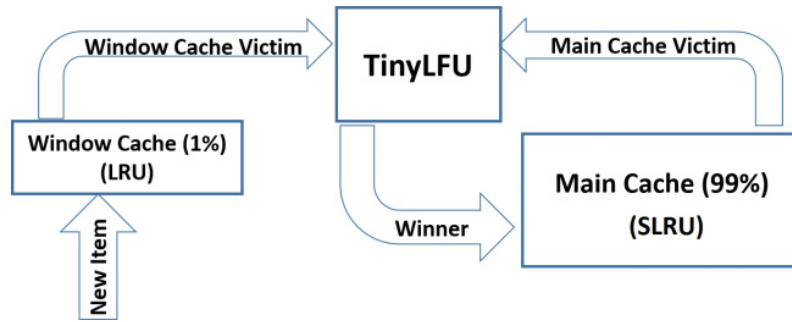 Window Cache Victim
TinyLFU
Main Cache Victim
Window Cache (1%)
(LRU)
Main Cache (99%)
(SLRU)
Winner
New Item